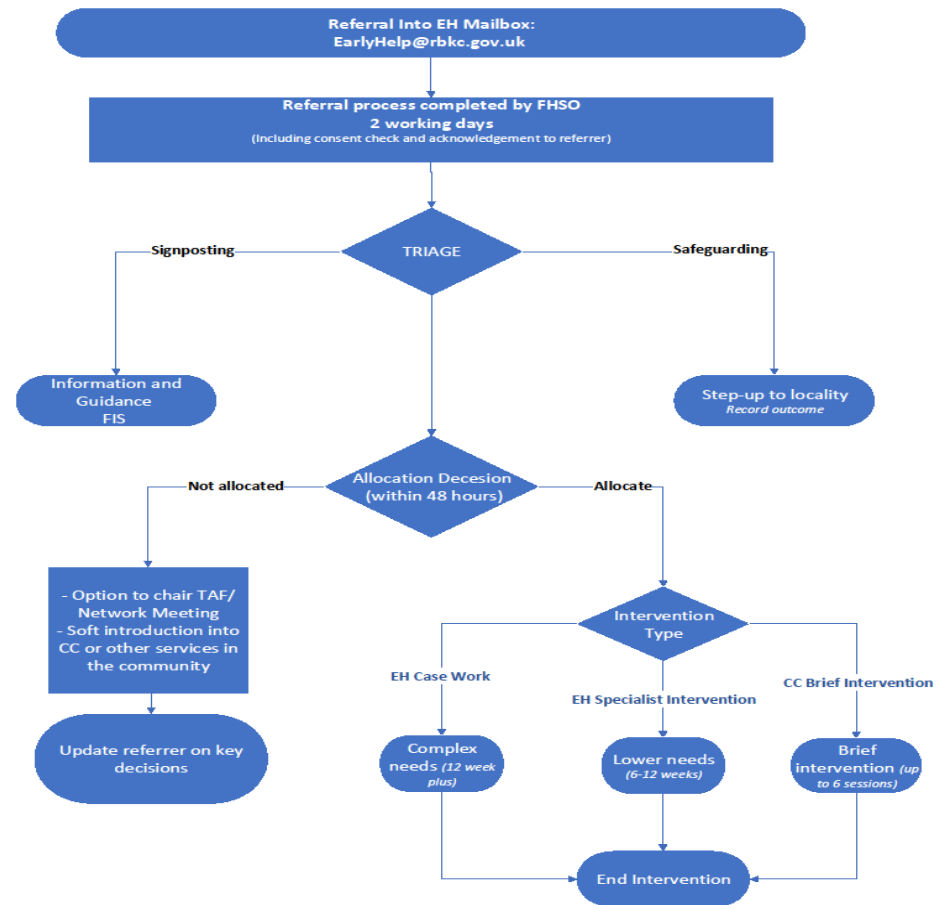 Referral Into EH Mailbox:
EarlyHelp@rbkc.gov.uk
Referral process completed by FHSO
2 working days
(Including consent check and acknowledgement to referrer)
TRIAGE
Signposting
Safeguarding
Information and
Guidance
FIS
Step-up to locality
Record outcome
Allocation Decesion
(within 48 hours)
Not allocated
Allocate
- Option to chair TAF/
Network Meeting
- Soft introduction into
CC or other services in
the community
Update referrer on key
decisions
Intervention
Type
EH Case Work
EH Specialist Intervention
CC Brief Intervention
Complex
needs (12 week
plus)
Lower needs
(6-12 weeks)
Brief
intervention (up
to 6 sessions)
End Intervention